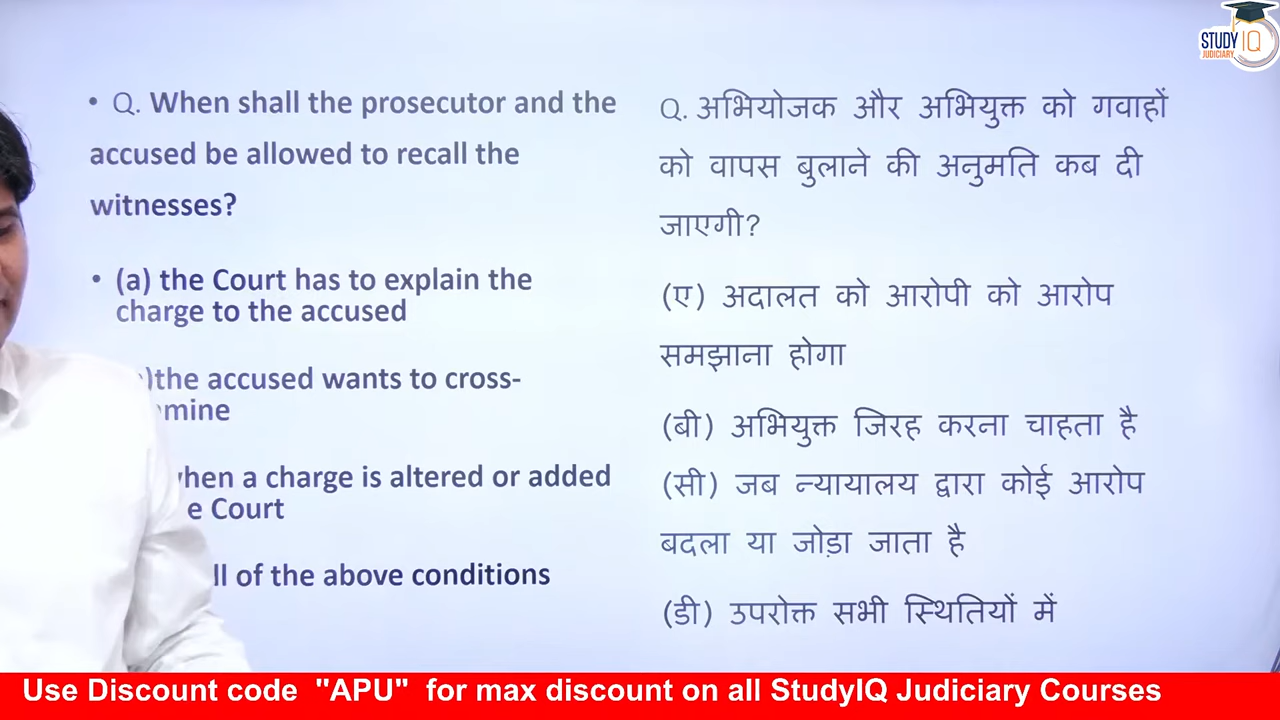 STUDY IQ
JUDICIARY
• Q. When shall the prosecutor and the
accused be allowed to recall the
witnesses?
• (a) the Court has to explain the
charge to the accused
)the accused wants to cross-
mine
hen a charge is altered or added
e Court
ll of the above conditions
Q. अभियोजक और अभियुक्त को गवाहों
को वापस बुलाने की अनुमति कब दी
जाएगी?
(ए) अदालत को आरोपी को आरोप
समझाना होगा
(बी) अभियुक्त जिरह करना चाहता है
(सी) जब न्यायालय द्वारा कोई आरोप
बदला या जोड़ा जाता है
(डी) उपरोक्त सभी स्थितियों में
Use Discount code "APU" for max discount on all StudyIQ Judiciary Courses